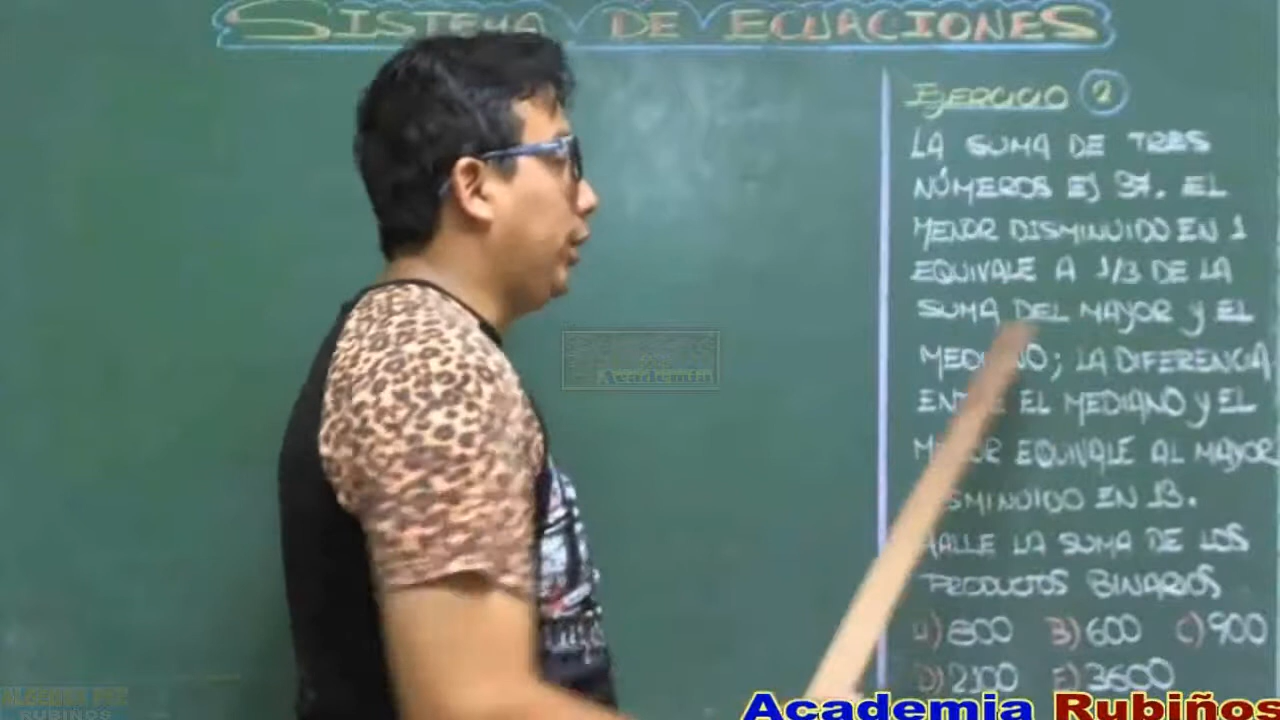 SISTEMA DE ECUACIONES
EJERCICIO 2
LA SUMA DE TRES
NÚMEROS ES 37. EL
MENOR DISMINUIDO EN 1
EQUIVALE A 1/3 DE LA
SUMA DEL MAYOR Y EL
; LA DIFERENCIA
EL MEDIANO Y EL
EQUIVALE AL MAYOR
EN 13.
HALLE LA SUMA DE LOS
PRODUCTOS BINARIOS
A) 800 B) 600 C) 900
D) 2100 E) 3600
Academia
Academia Rubiños
RUBIÑOS